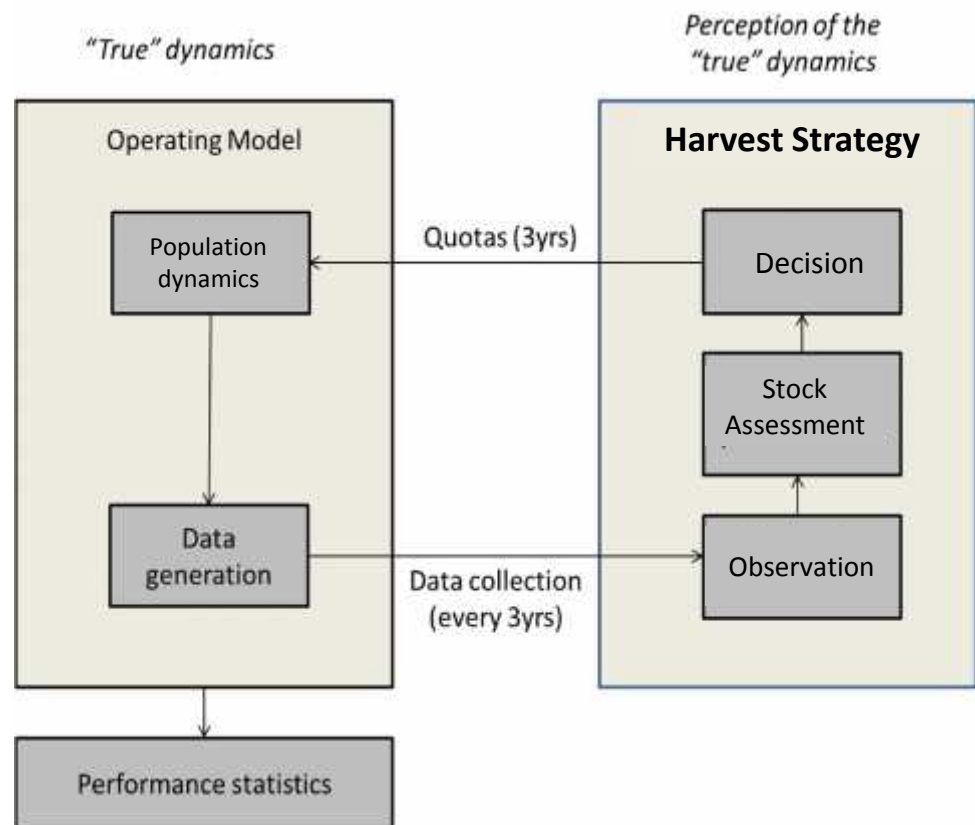 "True" dynamics
Perception of the
"true" dynamics
Operating Model
Harvest Strategy
Population
dynamics
Quotas (3yrs)
Decision
Stock
Assessment
Data
generation
Data collection
(every 3yrs)
Observation
Performance statistics